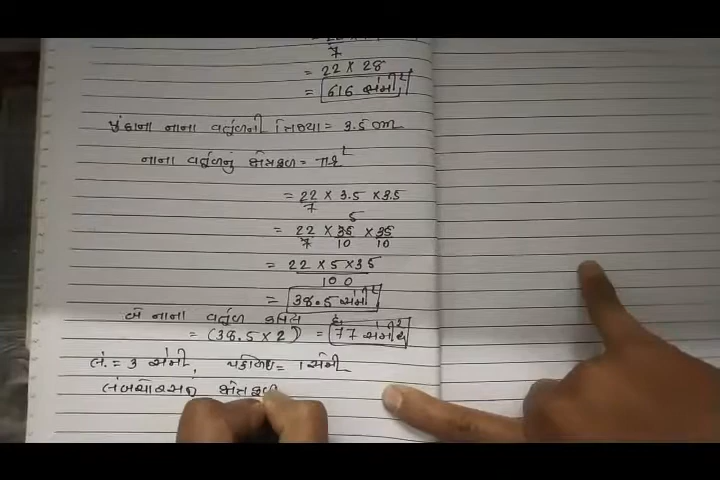 7
= 22 × 28
= 616 સેમી²
પુંઠાના નાના વર્તુળની ત્રિજ્યા = 3.5 cm
નાના વર્તુળનું ક્ષેત્રફળ = πr²
= 22/7 × 3.5 × 3.5
5
= 22/7 × 35/10 × 35/10
= 22 × 5 × 35 / 100
= 38.5 સેમી²
બે નાના વર્તુળ
= (38.5 × 2) = 77 સેમી²
લં. = 3 સેમી, = 1 સેમી
લંબચોરસનું ક્ષેત્રફળ